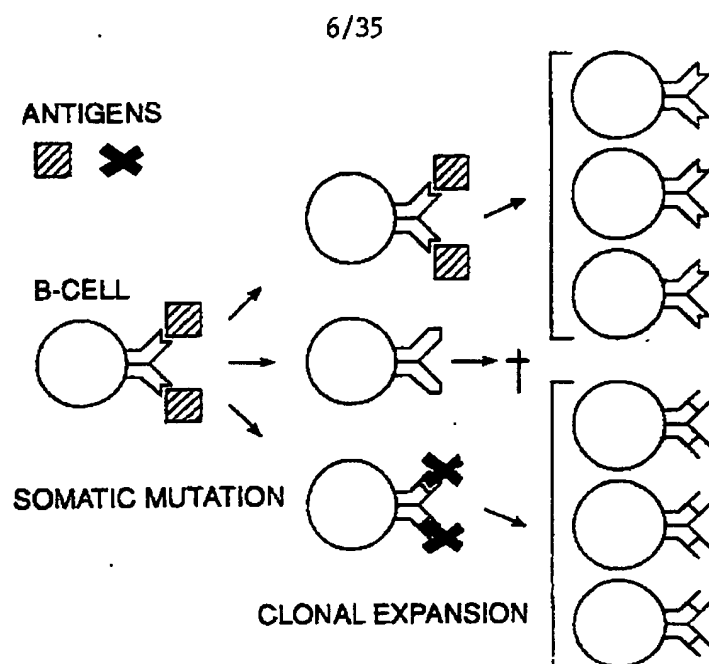 6/35
ANTIGENS
B-CELL
SOMATIC MUTATION
CLONAL EXPANSION